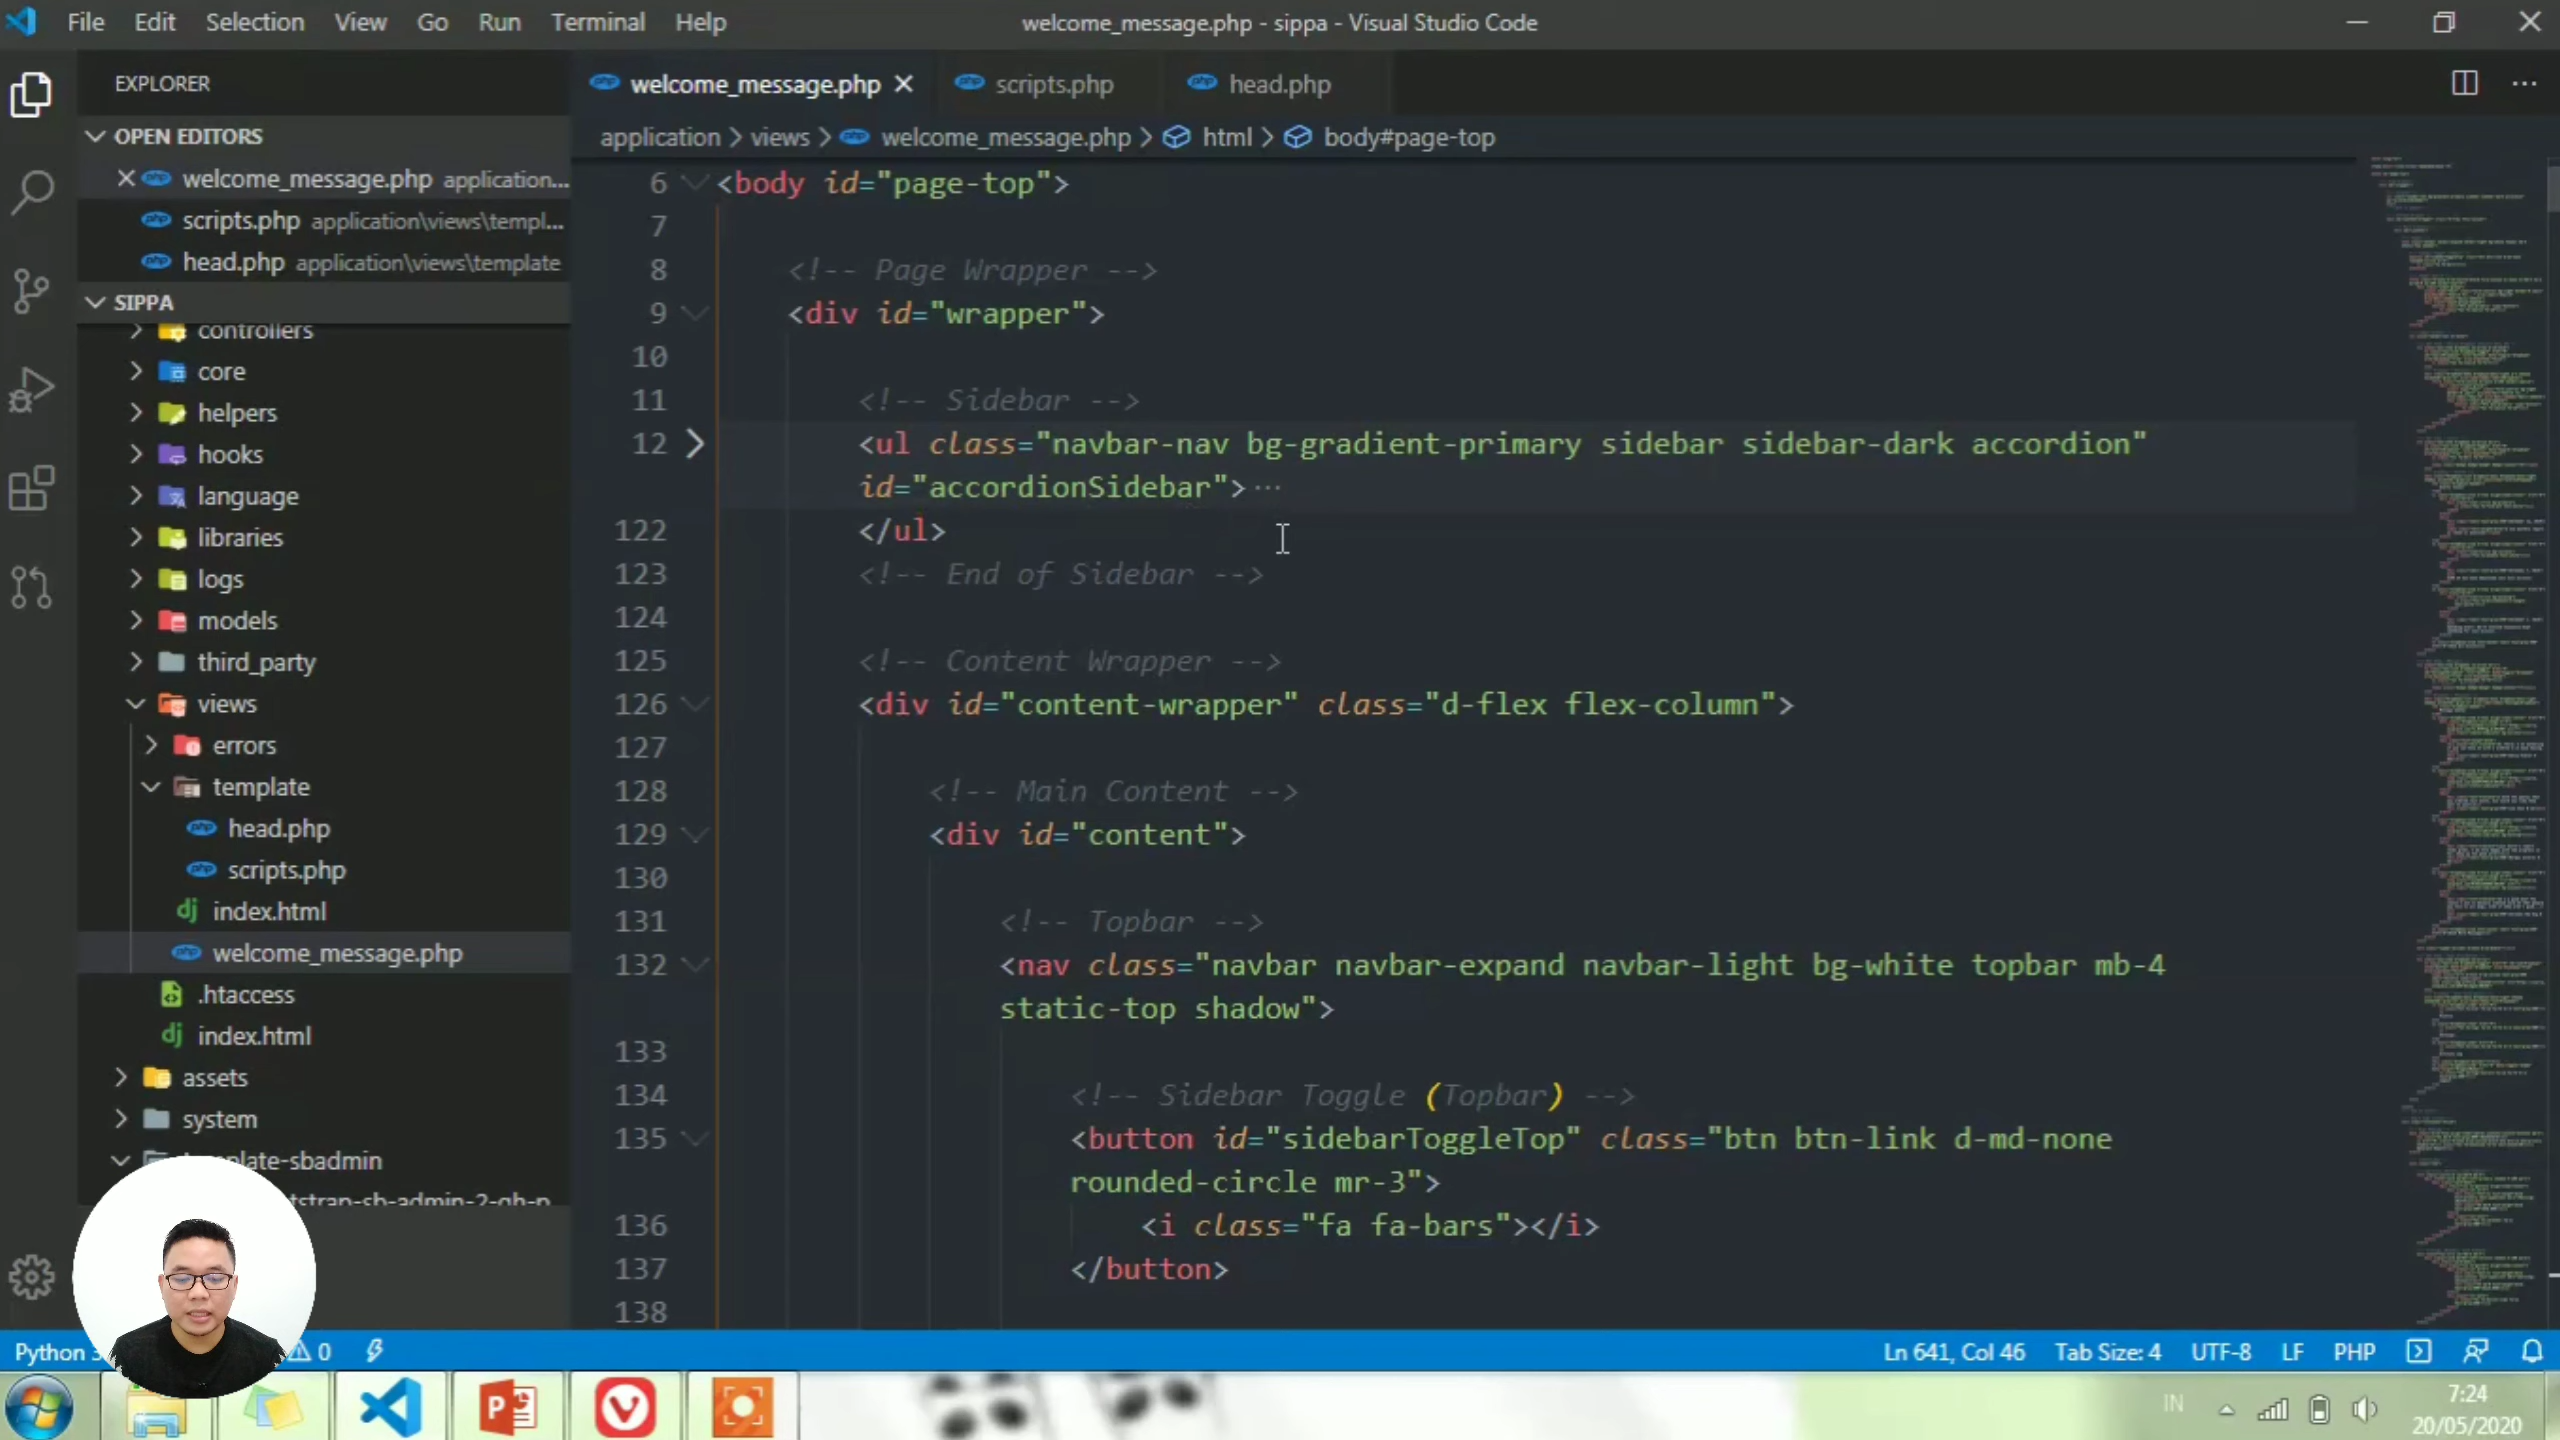 File Edit Selection View Go Run Terminal Help
welcome_message.php - sippa - Visual Studio Code
EXPLORER
OPEN EDITORS
welcome_message.php application...
scripts.php application\views\templ...
head.php application\views\template
SIPPA
controllers
core
helpers
hooks
language
libraries
logs
models
third_party
views
errors
template
head.php
scripts.php
index.html
welcome_message.php
.htaccess
index.html
assets
system
plate-sbadmin
tstrap-sb-admin-2-gh-p
welcome_message.php scripts.php head.php
application > views > welcome_message.php > html > body#page-top
6 <body id="page-top">
7
8 <!-- Page Wrapper -->
9 <div id="wrapper">
10
11 <!-- Sidebar -->
12 <ul class="navbar-nav bg-gradient-primary sidebar sidebar-dark accordion"
id="accordionSidebar"> ...
122 </ul>
123 <!-- End of Sidebar -->
124
125 <!-- Content Wrapper -->
126 <div id="content-wrapper" class="d-flex flex-column">
127
128 <!-- Main Content -->
129 <div id="content">
130
131 <!-- Topbar -->
132 <nav class="navbar navbar-expand navbar-light bg-white topbar mb-4
static-top shadow">
133
134 <!-- Sidebar Toggle (Topbar) -->
135 <button id="sidebarToggleTop" class="btn btn-link d-md-none
rounded-circle mr-3">
136 <i class="fa fa-bars"></i>
137 </button>
138
Python 0 Ln 641, Col 46 Tab Size: 4 UTF-8 LF PHP
IN
7:24
20/05/2020